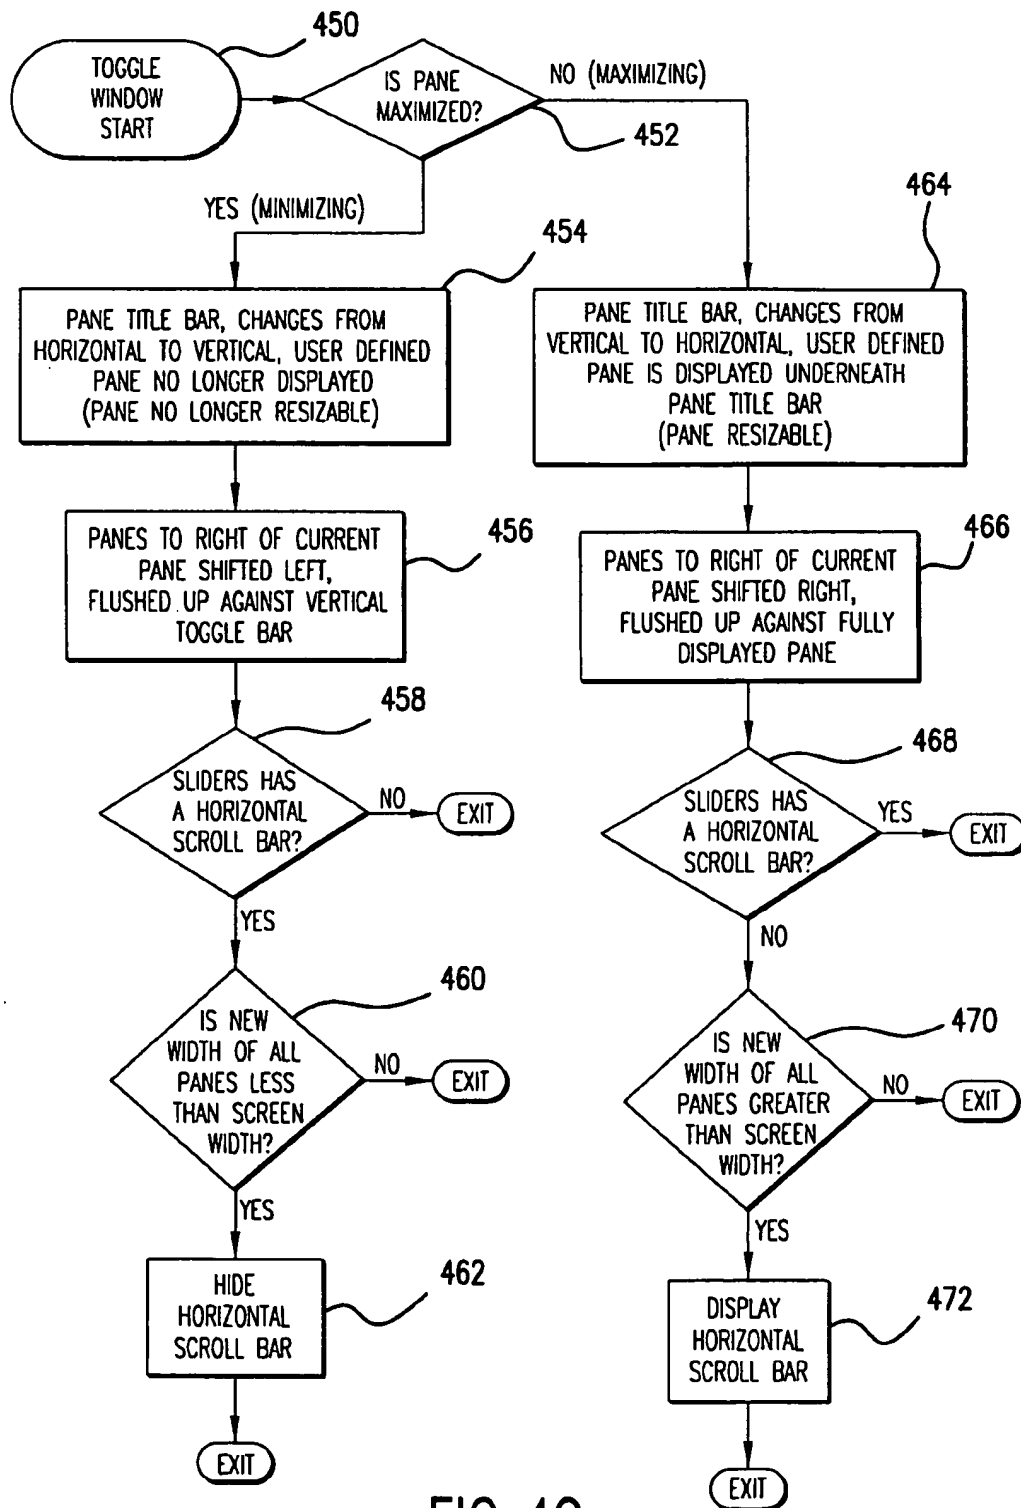 450
TOGGLE
WINDOW
START
IS PANE
MAXIMIZED?
NO (MAXIMIZING)
452
YES (MINIMIZING)
454
PANE TITLE BAR, CHANGES FROM
HORIZONTAL TO VERTICAL, USER DEFINED
PANE NO LONGER DISPLAYED
(PANE NO LONGER RESIZABLE)
456
PANES TO RIGHT OF CURRENT
PANE SHIFTED LEFT,
FLUSHED UP AGAINST VERTICAL
TOGGLE BAR
458
SLIDERS HAS
A HORIZONTAL
SCROLL BAR?
NO
EXIT
YES
460
IS NEW
WIDTH OF ALL
PANES LESS
THAN SCREEN
WIDTH?
NO
EXIT
YES
462
HIDE
HORIZONTAL
SCROLL BAR
EXIT
464
PANE TITLE BAR, CHANGES FROM
VERTICAL TO HORIZONTAL, USER DEFINED
PANE IS DISPLAYED UNDERNEATH
PANE TITLE BAR
(PANE RESIZABLE)
466
PANES TO RIGHT OF CURRENT
PANE SHIFTED RIGHT,
FLUSHED UP AGAINST FULLY
DISPLAYED PANE
468
SLIDERS HAS
A HORIZONTAL
SCROLL BAR?
YES
EXIT
NO
470
IS NEW
WIDTH OF ALL
PANES GREATER
THAN SCREEN
WIDTH?
NO
EXIT
YES
472
DISPLAY
HORIZONTAL
SCROLL BAR
EXIT